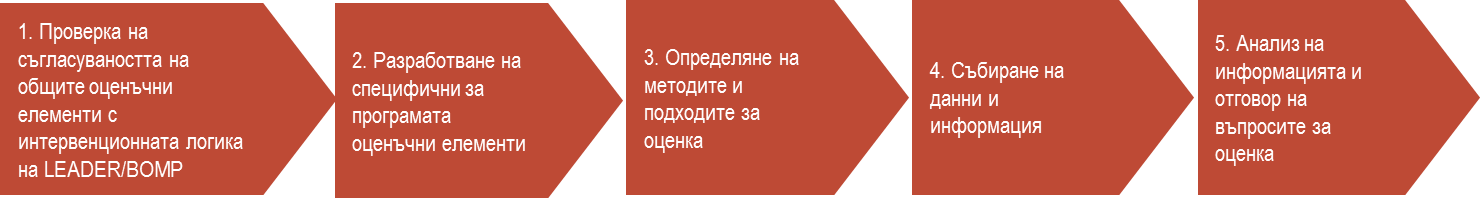 1. Проверка на
съгласуваността на
общите оценъчни
елементи с
интервенционната логика
на LEADER/ВОМР
2. Разработване на
специфични за
програмата
оценъчни елементи
3. Определяне на
методите и
подходите за
оценка
4. Събиране на
данни и
информация
5. Анализ на
информацията и
отговор на
въпросите за
оценка